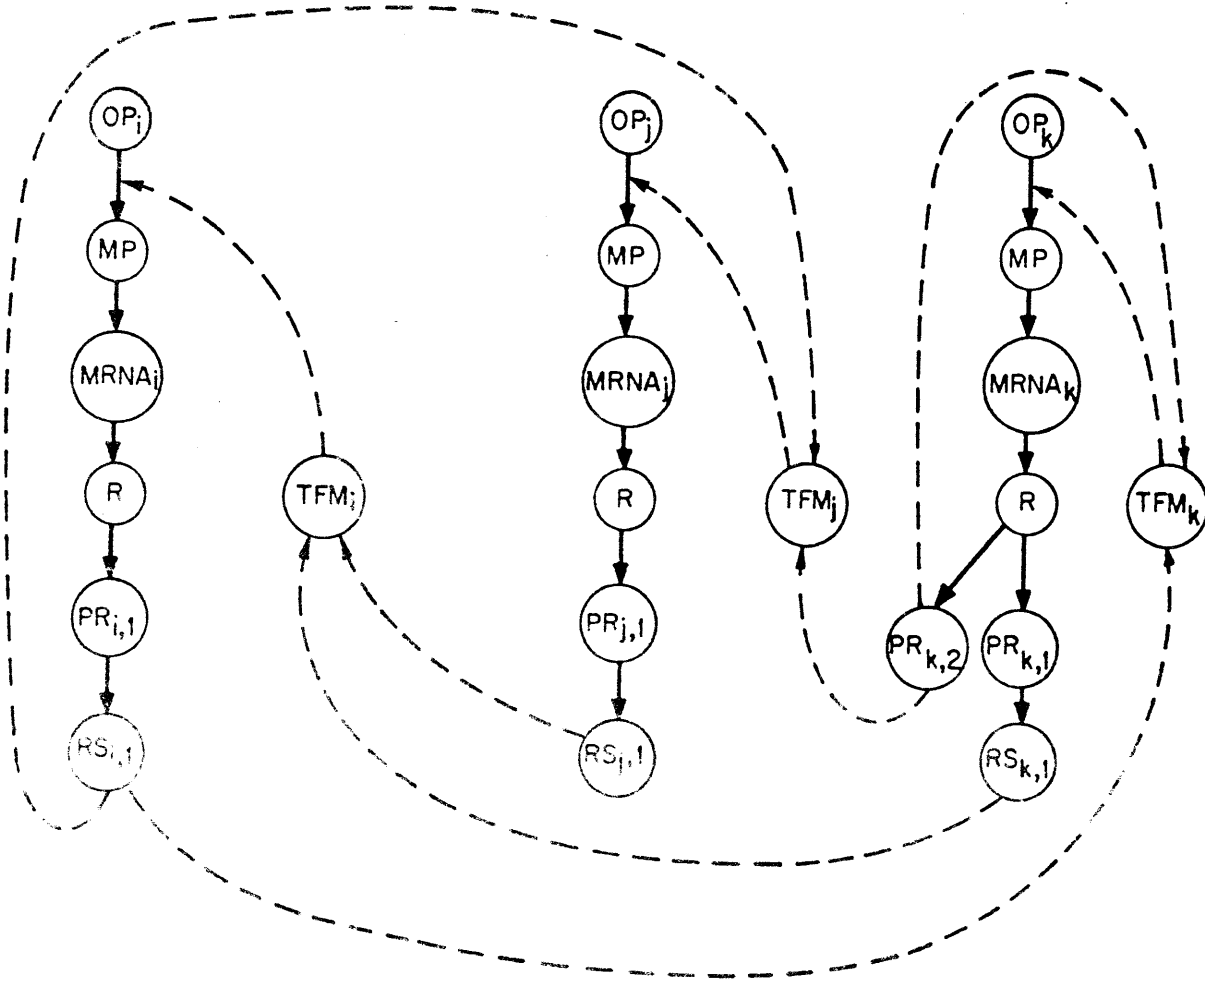 OPi
OPj
OPk
MP
MP
MP
MRNAi
MRNAj
MRNAk
R
TFMi
R
TFMj
R
TFMk
PRi,1
PRj,1
PRk,2
PRk,1
RSi,1
RSj,1
RSk,1